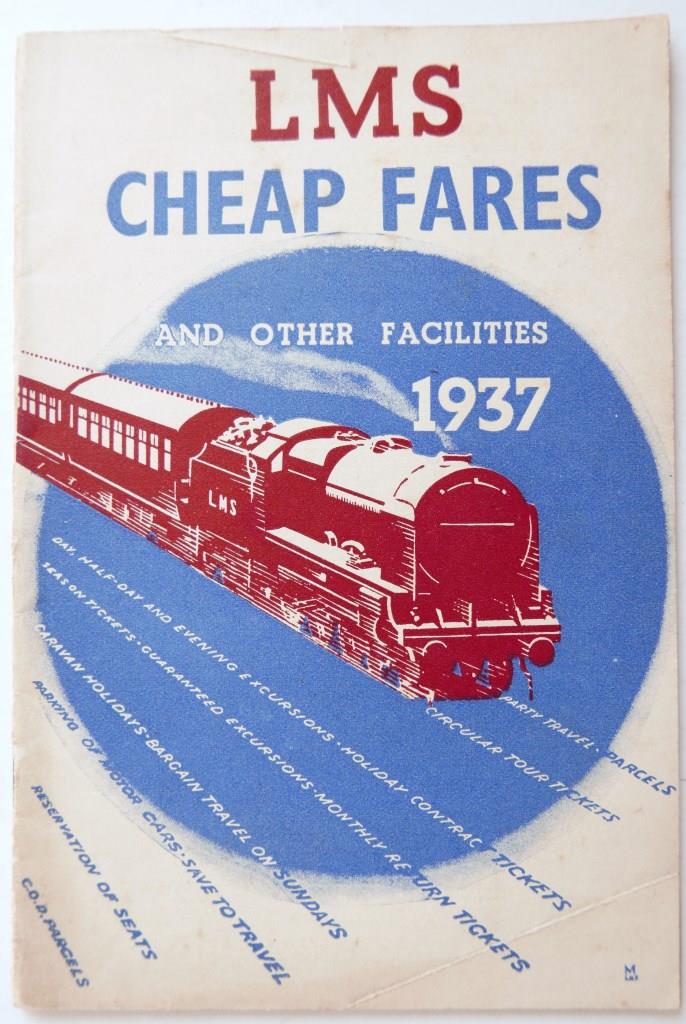 LMS
CHEAP FARES
AND OTHER FACILITIES
1937
LMS
DAY, HALF-DAY AND EVENING EXCURSIONS · HOLIDAY CONTRAC TICKETS
SEASON TICKETS · GUARANTEED EXCURSIONS · MONTHLY RETURN TICKETS
CARAVAN HOLIDAYS · BARGAIN TRAVEL ON SUNDAYS
PARKING OF MOTOR CARS · SAVE TO TRAVEL
RESERVATION OF SEATS
C.O.D. PARCELS
PARTY TRAVEL · PARCELS
CIRCULAR TOUR TICKETS